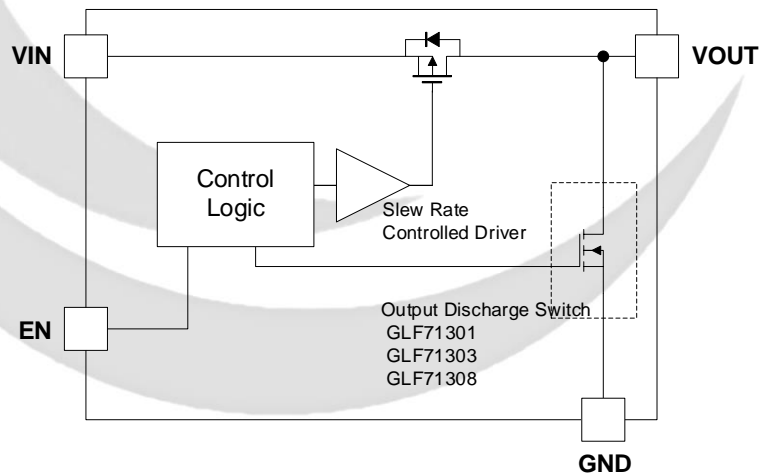 VIN
VOUT
Control
Logic
Slew Rate
Controlled Driver
EN
Output Discharge Switch
GLF71301
GLF71303
GLF71308
GND